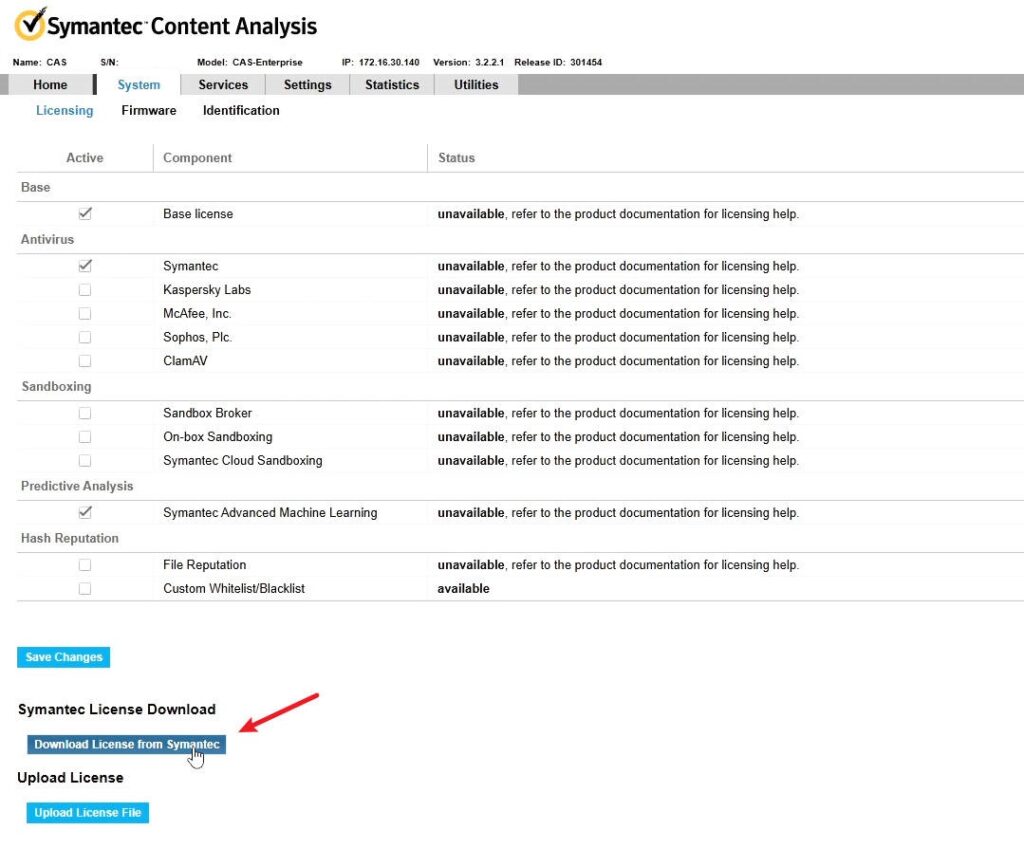 Symantec™ Content Analysis
Name: CAS S/N: Model: CAS-Enterprise IP: 172.16.30.140 Version: 3.2.2.1 Release ID: 301454
Home System Services Settings Statistics Utilities
Licensing Firmware Identification
Active Component Status
Base
Base license unavailable, refer to the product documentation for licensing help.
Antivirus
Symantec unavailable, refer to the product documentation for licensing help.
Kaspersky Labs unavailable, refer to the product documentation for licensing help.
McAfee, Inc. unavailable, refer to the product documentation for licensing help.
Sophos, Plc. unavailable, refer to the product documentation for licensing help.
ClamAV unavailable, refer to the product documentation for licensing help.
Sandboxing
Sandbox Broker unavailable, refer to the product documentation for licensing help.
On-box Sandboxing unavailable, refer to the product documentation for licensing help.
Symantec Cloud Sandboxing unavailable, refer to the product documentation for licensing help.
Predictive Analysis
Symantec Advanced Machine Learning unavailable, refer to the product documentation for licensing help.
Hash Reputation
File Reputation unavailable, refer to the product documentation for licensing help.
Custom Whitelist/Blacklist available
Save Changes
Symantec License Download
Download License from Symantec
Upload License
Upload License File